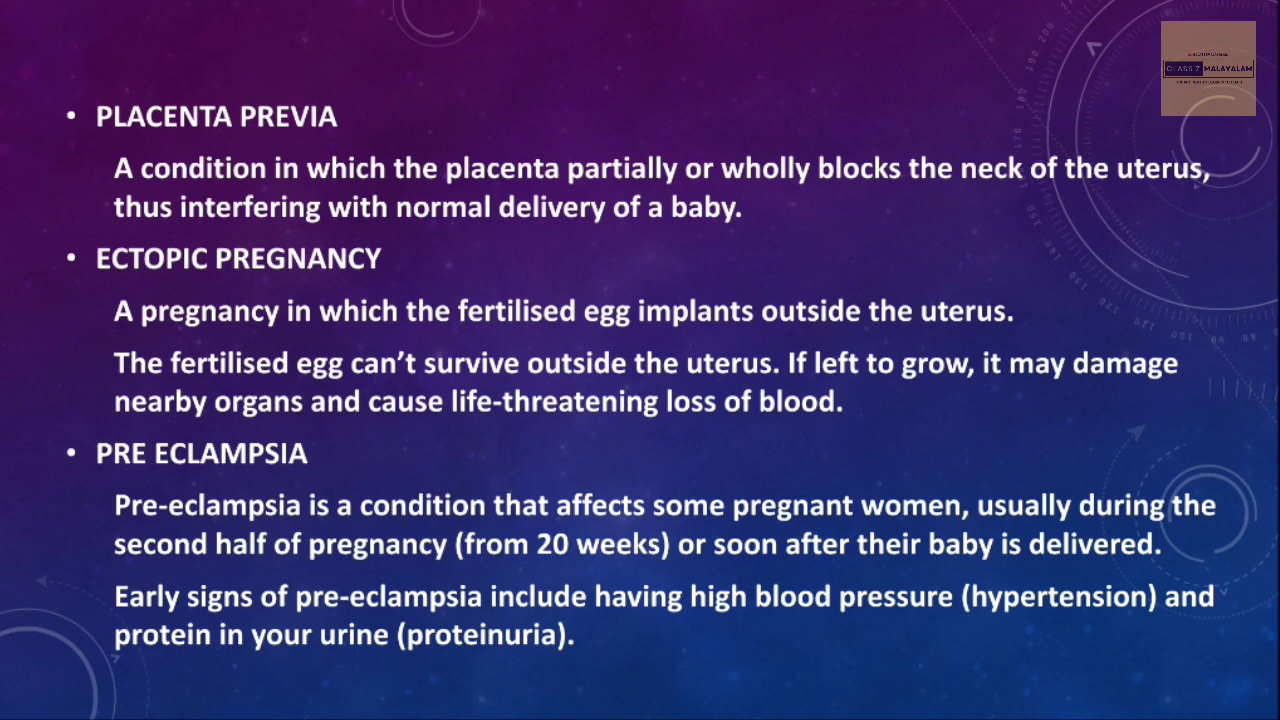 CLASS 7 MALAYALAM
• PLACENTA PREVIA
A condition in which the placenta partially or wholly blocks the neck of the uterus,
thus interfering with normal delivery of a baby.
• ECTOPIC PREGNANCY
A pregnancy in which the fertilised egg implants outside the uterus.
The fertilised egg can’t survive outside the uterus. If left to grow, it may damage
nearby organs and cause life-threatening loss of blood.
• PRE ECLAMPSIA
Pre-eclampsia is a condition that affects some pregnant women, usually during the
second half of pregnancy (from 20 weeks) or soon after their baby is delivered.
Early signs of pre-eclampsia include having high blood pressure (hypertension) and
protein in your urine (proteinuria).